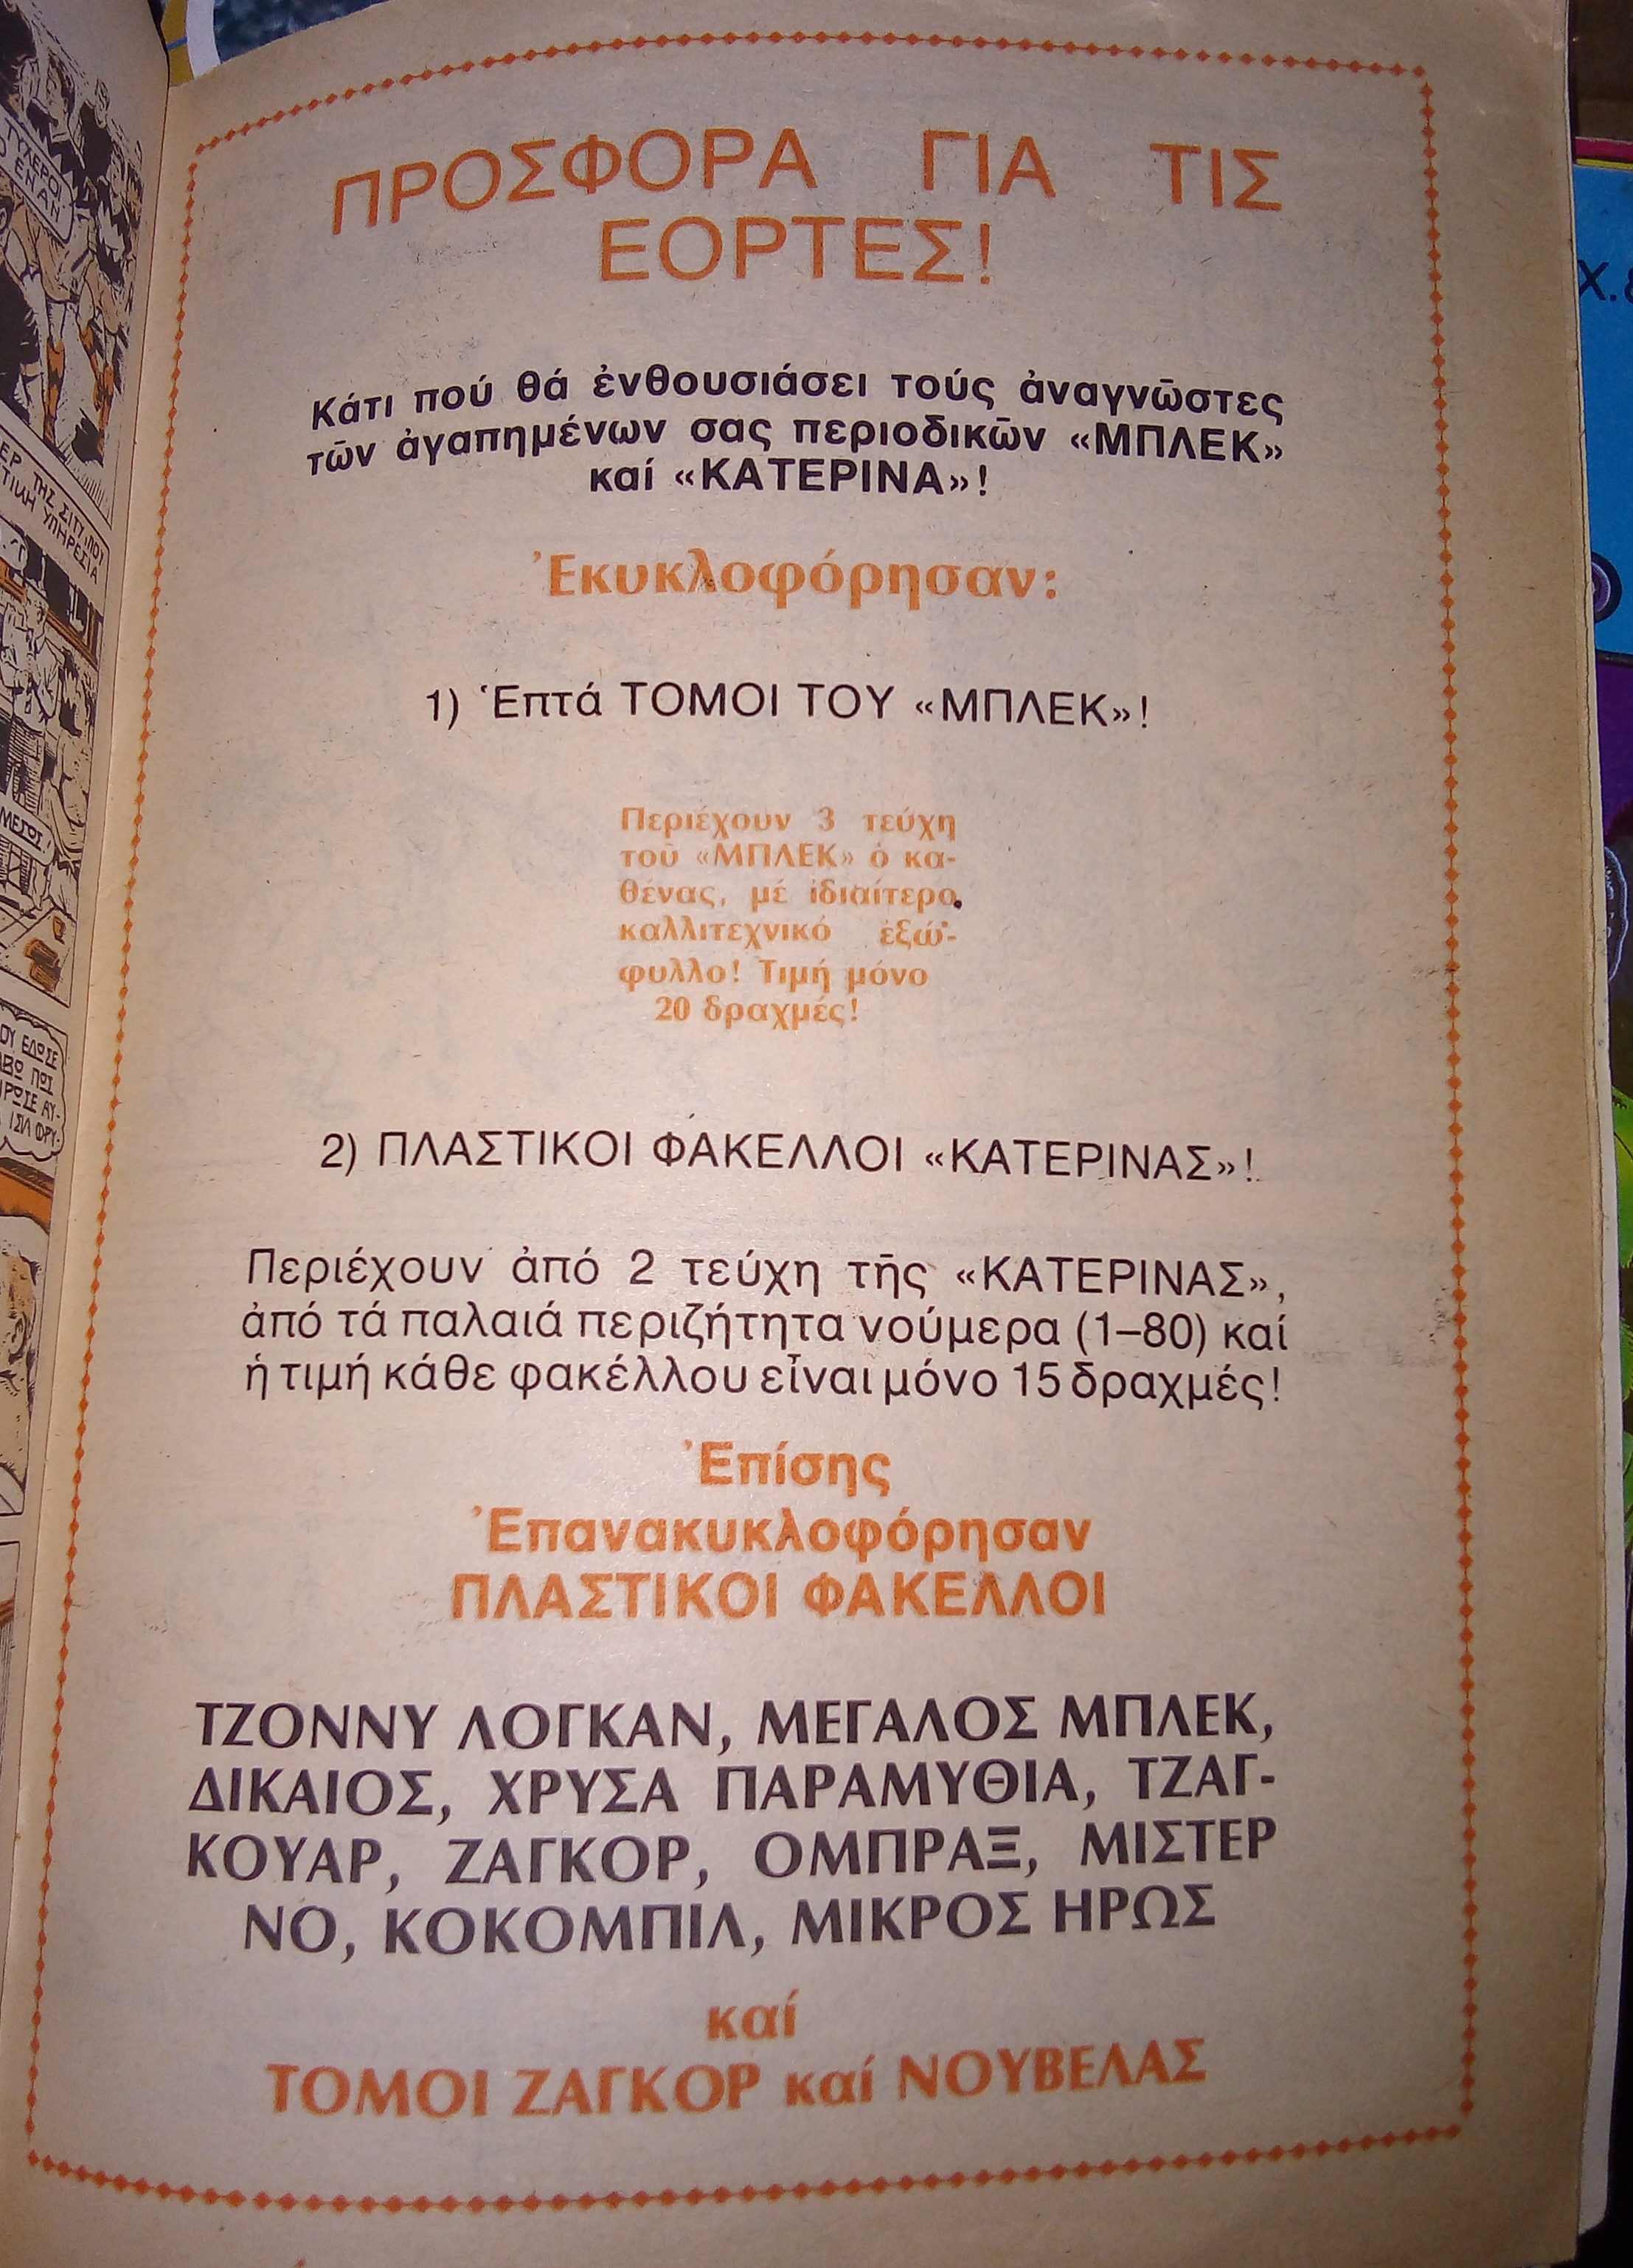 ΠΡΟΣΦΟΡΑ ΓΙΑ ΤΙΣ
ΕΟΡΤΕΣ!
Κάτι πού θά ἐνθουσιάσει τούς ἀναγνῶστες
τῶν ἀγαπημένων σας περιοδικῶν «ΜΠΛΕΚ»
καί «ΚΑΤΕΡΙΝΑ»!
Ἐκυκλοφόρησαν:
1) Ἑπτά ΤΟΜΟΙ ΤΟΥ «ΜΠΛΕΚ»!
Περιέχουν 3 τεύχη
τοῦ «ΜΠΛΕΚ» ὁ κα-
θένας, μέ ἰδιαίτερο
καλλιτεχνικό ἐξώ-
φυλλο! Τιμή μόνο
20 δραχμές!
2) ΠΛΑΣΤΙΚΟΙ ΦΑΚΕΛΛΟΙ «ΚΑΤΕΡΙΝΑΣ»!
Περιέχουν ἀπό 2 τεύχη τῆς «ΚΑΤΕΡΙΝΑΣ»,
ἀπό τά παλαιά περιζήτητα νούμερα (1–80) καί
ἡ τιμή κάθε φακέλλου εἶναι μόνο 15 δραχμές!
Ἐπίσης
Ἐπανακυκλοφόρησαν
ΠΛΑΣΤΙΚΟΙ ΦΑΚΕΛΛΟΙ
ΤΖΟΝΝΥ ΛΟΓΚΑΝ, ΜΕΓΑΛΟΣ ΜΠΛΕΚ,
ΔΙΚΑΙΟΣ, ΧΡΥΣΑ ΠΑΡΑΜΥΘΙΑ, ΤΖΑΓ-
ΚΟΥΑΡ, ΖΑΓΚΟΡ, ΟΜΠΡΑΞ, ΜΙΣΤΕΡ
ΝΟ, ΚΟΚΟΜΠΙΛ, ΜΙΚΡΟΣ ΗΡΩΣ
καί
ΤΟΜΟΙ ΖΑΓΚΟΡ καί ΝΟΥΒΕΛΑΣ